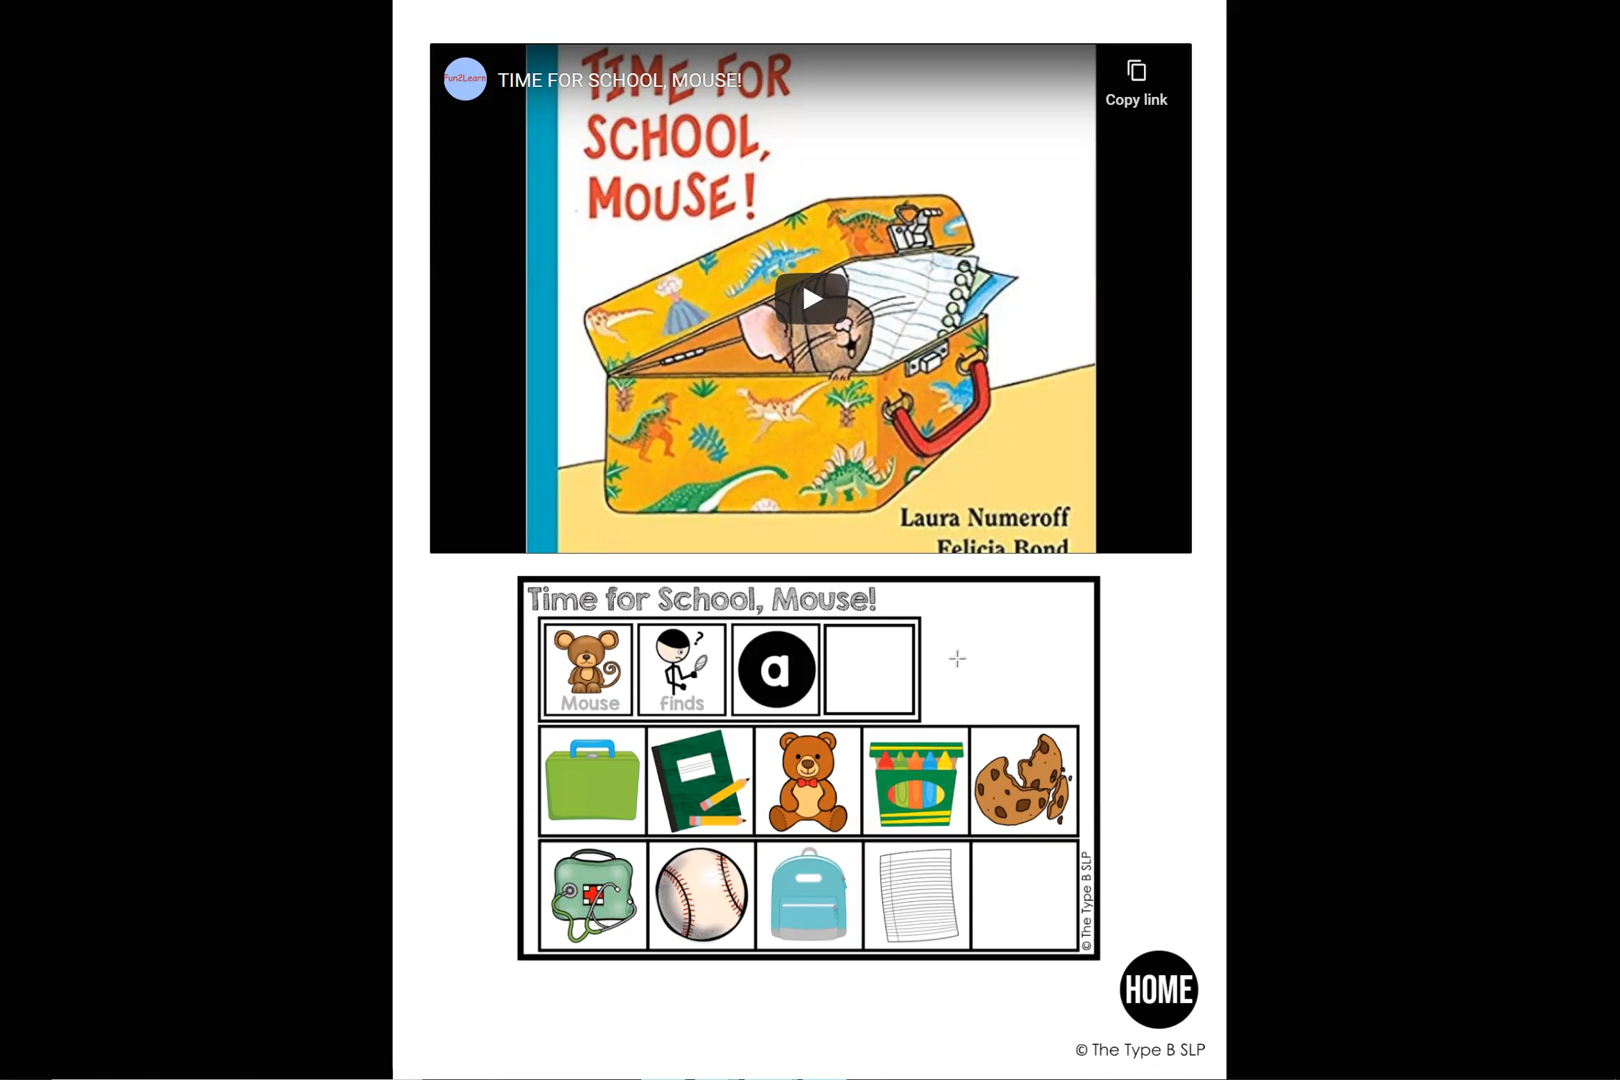 Fun2Learn
TIME FOR SCHOOL, MOUSE!
Copy link
TIME FOR
SCHOOL,
MOUSE!
Laura Numeroff
Felicia Bond
Time for School, Mouse!
?
a
Mouse
finds
© The Type B SLP
HOME
© The Type B SLP